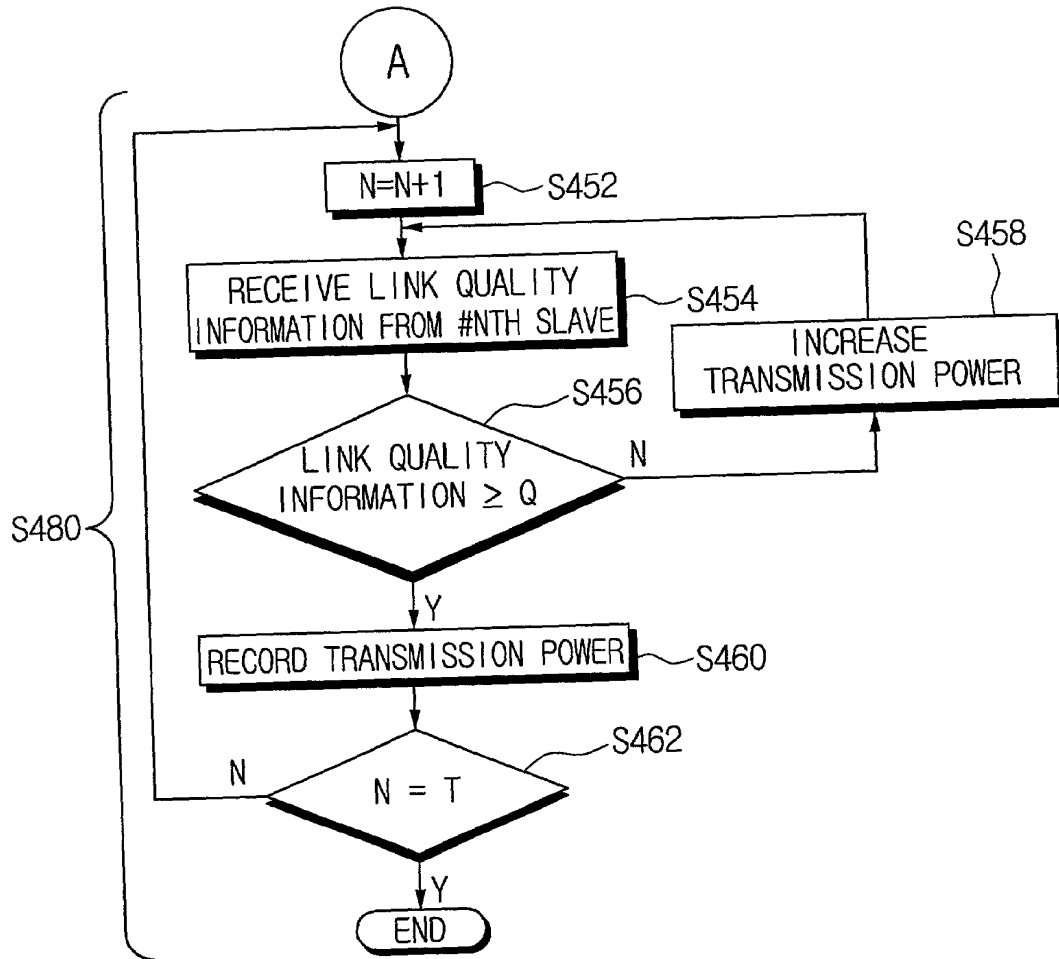 A
N=N+1
S452
S458
RECEIVE LINK QUALITY
INFORMATION FROM #NTH SLAVE
S454
INCREASE
TRANSMISSION POWER
S456
LINK QUALITY
INFORMATION ≥ Q
N
S480
Y
RECORD TRANSMISSION POWER
S460
S462
N
N = T
Y
END